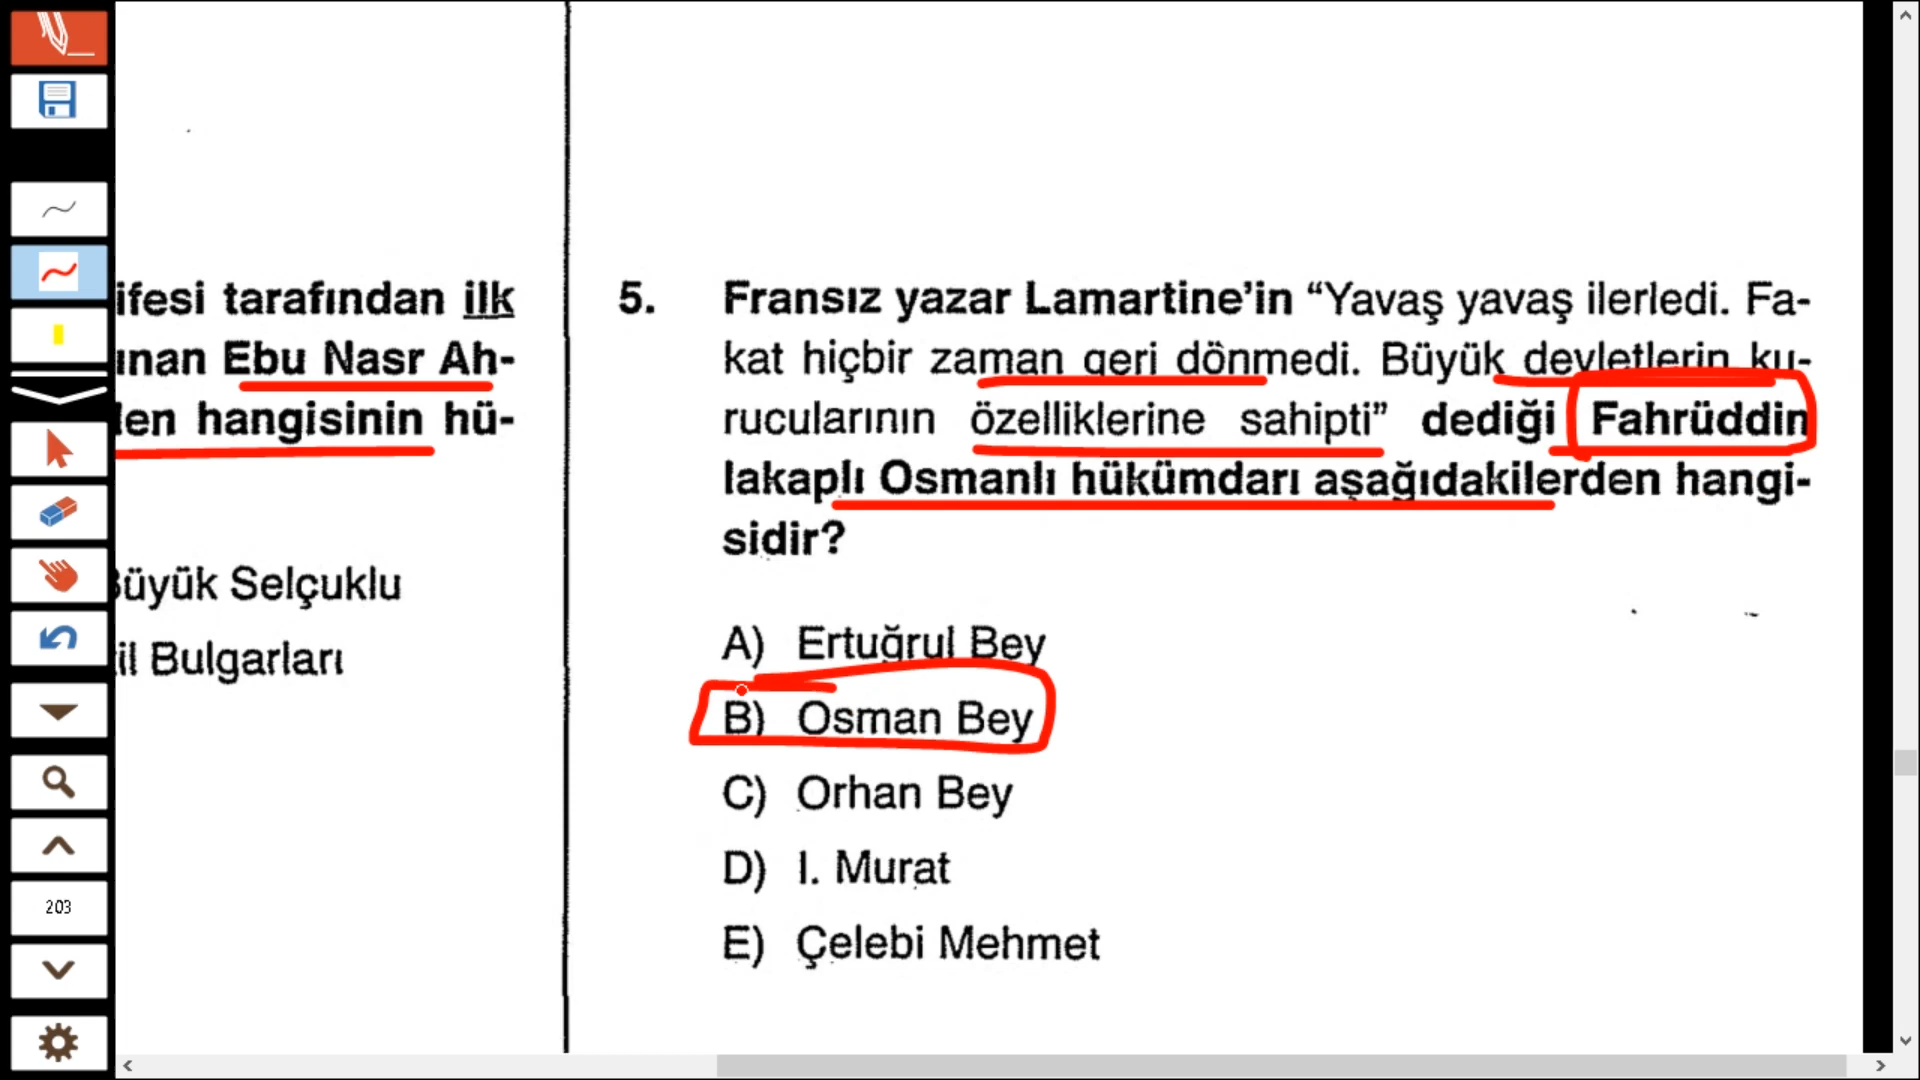 ifesi tarafından ilk
ınan Ebu Nasr Ah-
den hangisinin hü-
Büyük Selçuklu
til Bulgarları
5. Fransız yazar Lamartine’in “Yavaş yavaş ilerledi. Fa-
kat hiçbir zaman geri dönmedi. Büyük devletlerin ku-
rucularının özelliklerine sahipti” dediği Fahrüddin
lakaplı Osmanlı hükümdarı aşağıdakilerden hangi-
sidir?
A) Ertuğrul Bey
B) Osman Bey
C) Orhan Bey
D) I. Murat
E) Çelebi Mehmet
203